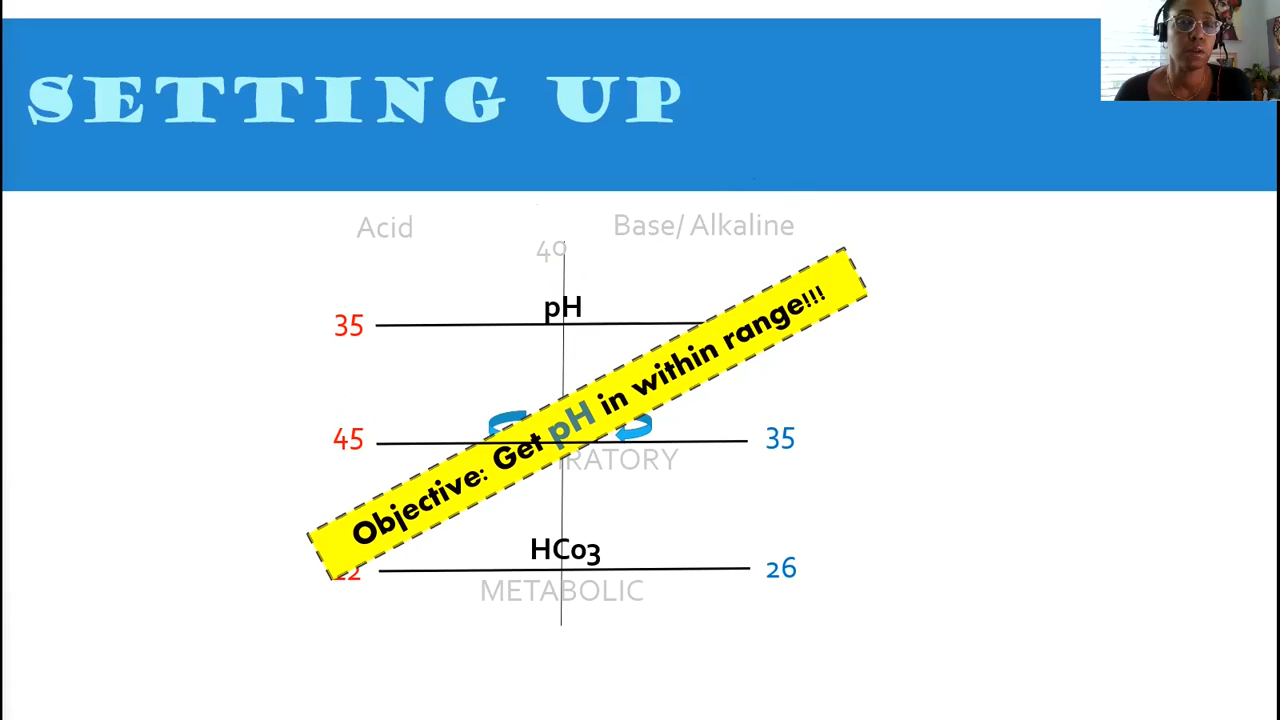 SETTING UP
Acid
Base/ Alkaline
40
pH
35
Objective: Get pH in within range!!!
45
35
RATORY
HCo3
22
26
METABOLIC